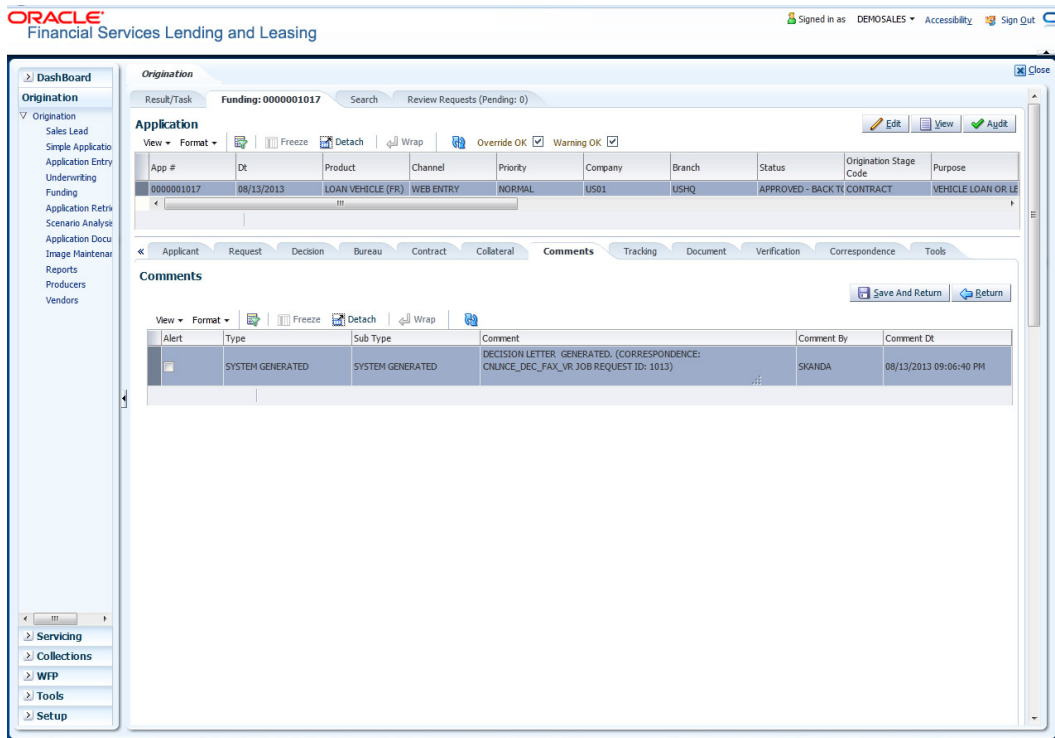 ORACLE
Financial Services Lending and Leasing
Signed in as DEMOSALES Accessibility Sign Out
Close
DashBoard
Origination
Origination
Sales Lead
Simple Applicatio
Application Entry
Underwriting
Funding
Application Retri
Scenario Analysis
Application Docu
Image Maintenan
Reports
Producers
Vendors
Servicing
Collections
WFP
Tools
Setup
Origination
Result/Task Funding: 0000001017 Search Review Requests (Pending: 0)
Application
Edit View Audit
View Format Freeze Detach Wrap Override OK Warning OK
App # Dt Product Channel Priority Company Branch Status Origination Stage Code Purpose
0000001017 08/13/2013 LOAN VEHICLE (FR) WEB ENTRY NORMAL US01 USHQ APPROVED - BACK TO CONTRACT VEHICLE LOAN OR LE
Applicant Request Decision Bureau Contract Collateral Comments Tracking Document Verification Correspondence Tools
Comments
Save And Return Return
View Format Freeze Detach Wrap
Alert Type Sub Type Comment Comment By Comment Dt
SYSTEM GENERATED SYSTEM GENERATED DECISION LETTER GENERATED. (CORRESPONDENCE:
CNLNCE_DEC_FAX_VR JOB REQUEST ID: 1013) SKANDA 08/13/2013 09:06:40 PM